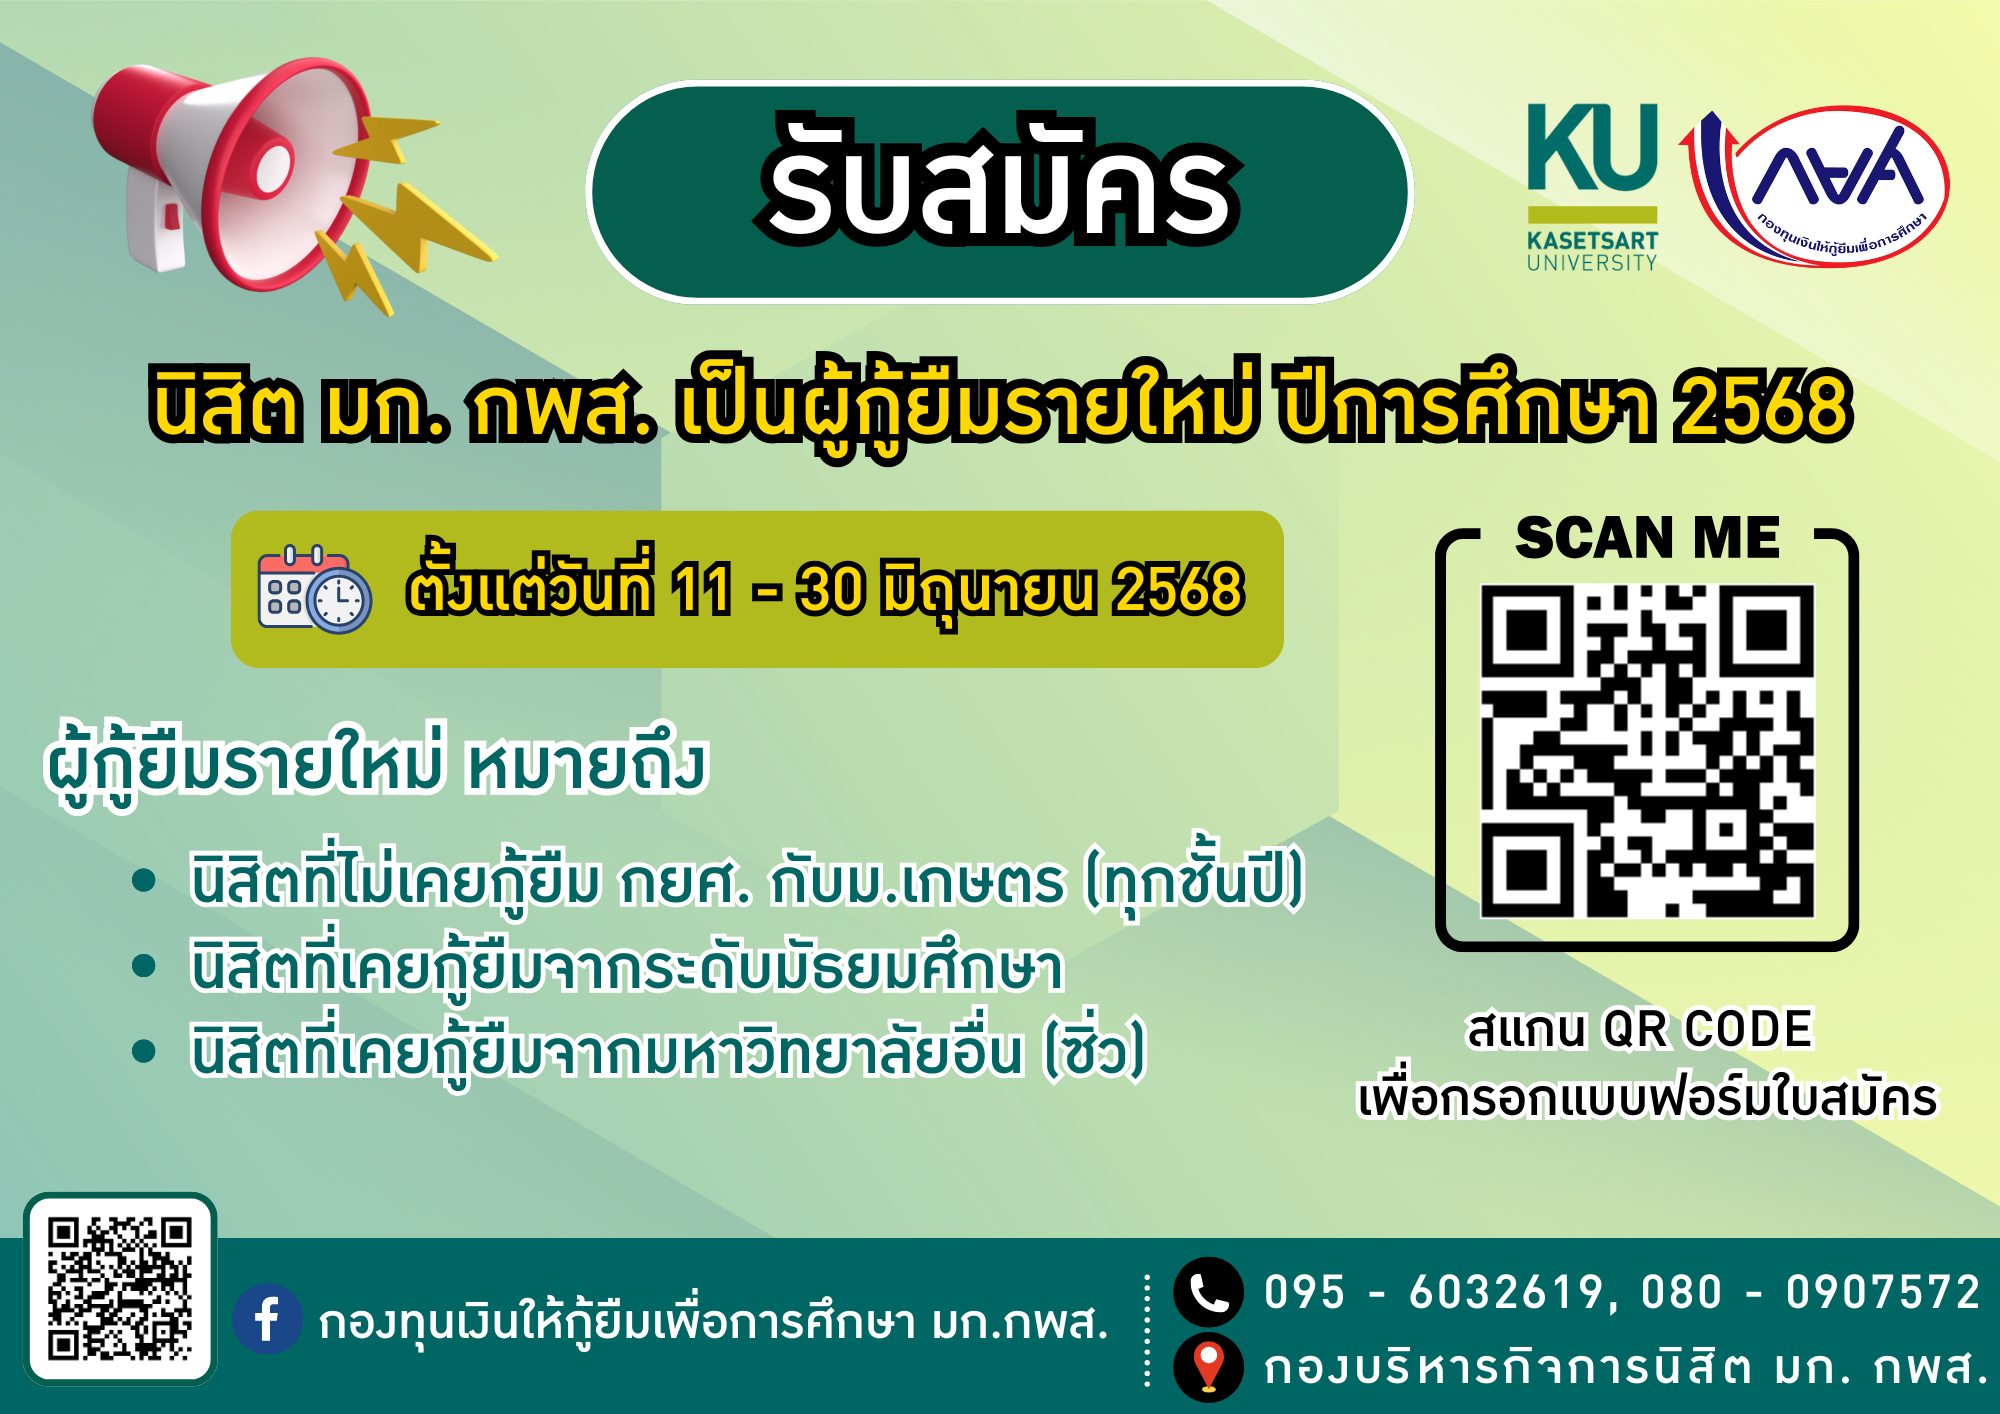 รับสมัคร
KU
KASETSART
UNIVERSITY
กยศ
กองทุนเงินให้กู้ยืมเพื่อการศึกษา
นิสิต มก. กพส. เป็นผู้กู้ยืมรายใหม่ ปีการศึกษา 2568
ตั้งแต่วันที่ 11 - 30 มิถุนายน 2568
SCAN ME
ผู้กู้ยืมรายใหม่ หมายถึง
• นิสิตที่ไม่เคยกู้ยืม กยศ. กับม.เกษตร (ทุกชั้นปี)
• นิสิตที่เคยกู้ยืมจากระดับมัธยมศึกษา
• นิสิตที่เคยกู้ยืมจากมหาวิทยาลัยอื่น (ซิ่ว)
สแกน QR CODE
เพื่อกรอกแบบฟอร์มใบสมัคร
กองทุนเงินให้กู้ยืมเพื่อการศึกษา มก.กพส.
095 - 6032619, 080 - 0907572
กองบริหารกิจการนิสิต มก. กพส.